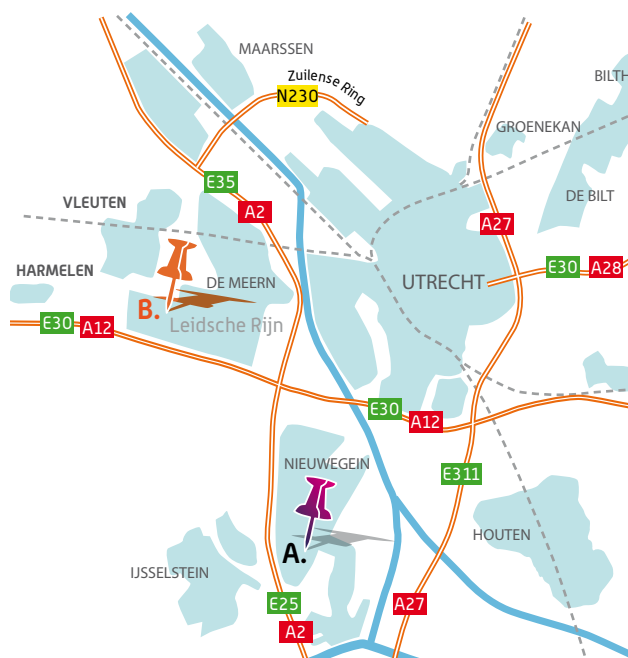 MAARSSEN
Zuilense Ring
N230
BILTH
GROENEKAN
E35
A2
VLEUTEN
DE BILT
A27
HARMELEN
DE MEERN
UTRECHT
E30 A28
B.
Leidsche Rijn
E30 A12
E30 A12
NIEUWEGEIN
E311
HOUTEN
A.
IJSSELSTEIN
E25
A2
A27